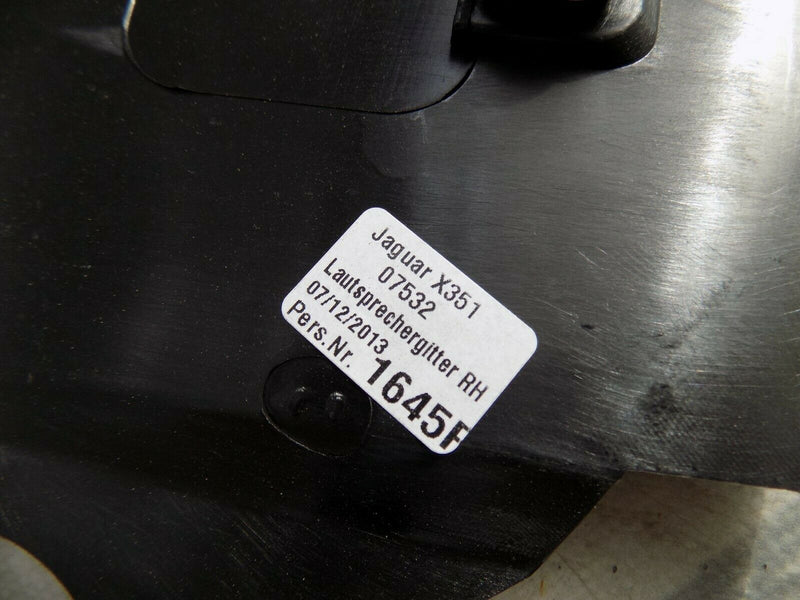 Jaguar X351
07532
Lautsprechergitter RH
07/12/2013
Pers.Nr. 1645F